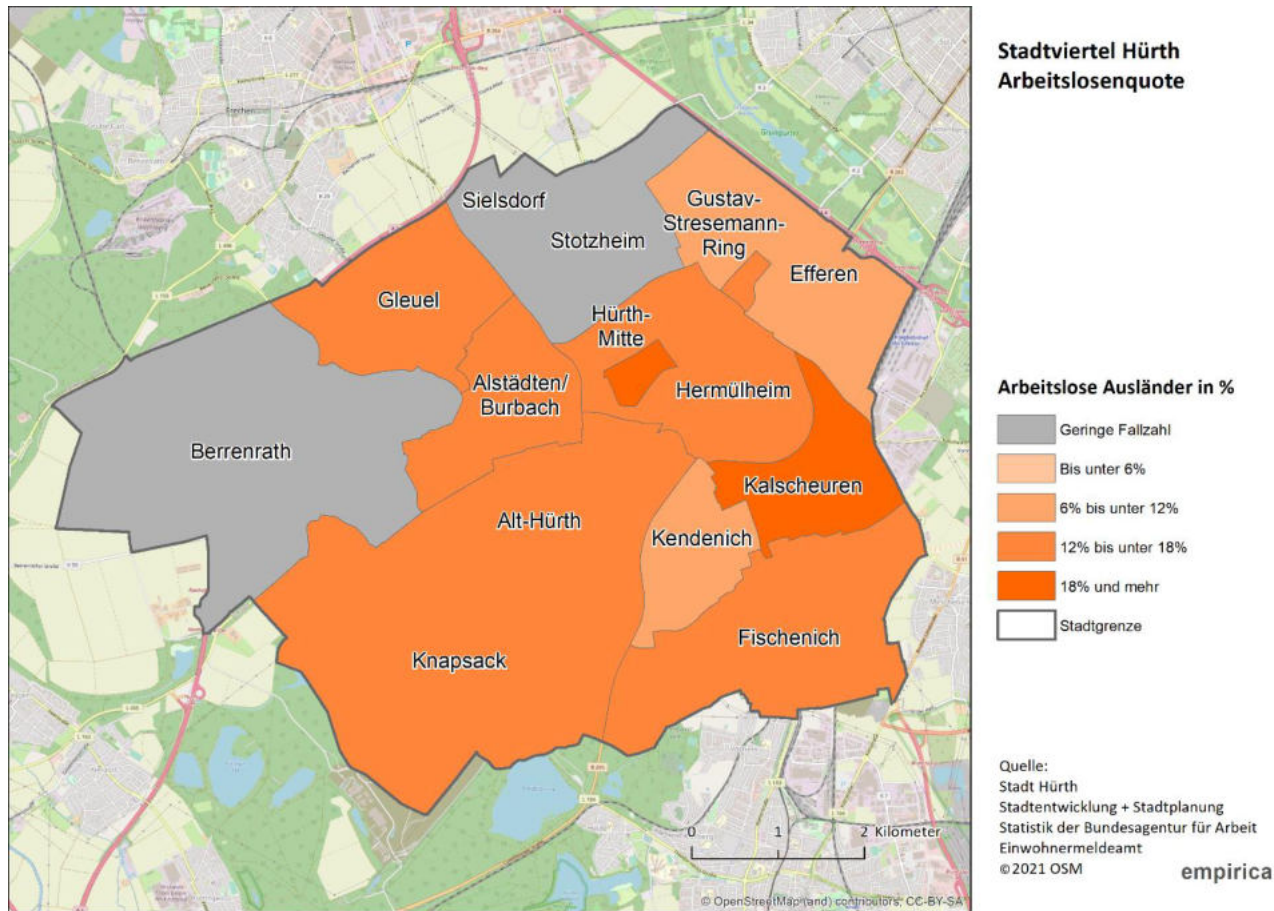 Stadtviertel Hürth
Arbeitslosenquote
Sielsdorf
Stotzheim
Gustav-
Stresemann-
Ring
Efferen
Gleuel
Hürth-
Mitte
Alstädten/
Burbach
Hermülheim
Berrenrath
Kalscheuren
Alt-Hürth
Kendenich
Fischenich
Knapsack
Arbeitslose Ausländer in %
Geringe Fallzahl
Bis unter 6%
6% bis unter 12%
12% bis unter 18%
18% und mehr
Stadtgrenze
0 1 2 Kilometer
© OpenStreetMap (and) contributors, CC-BY-SA
Quelle:
Stadt Hürth
Stadtentwicklung + Stadtplanung
Statistik der Bundesagentur für Arbeit
Einwohnermeldeamt
©2021 OSM
empirica